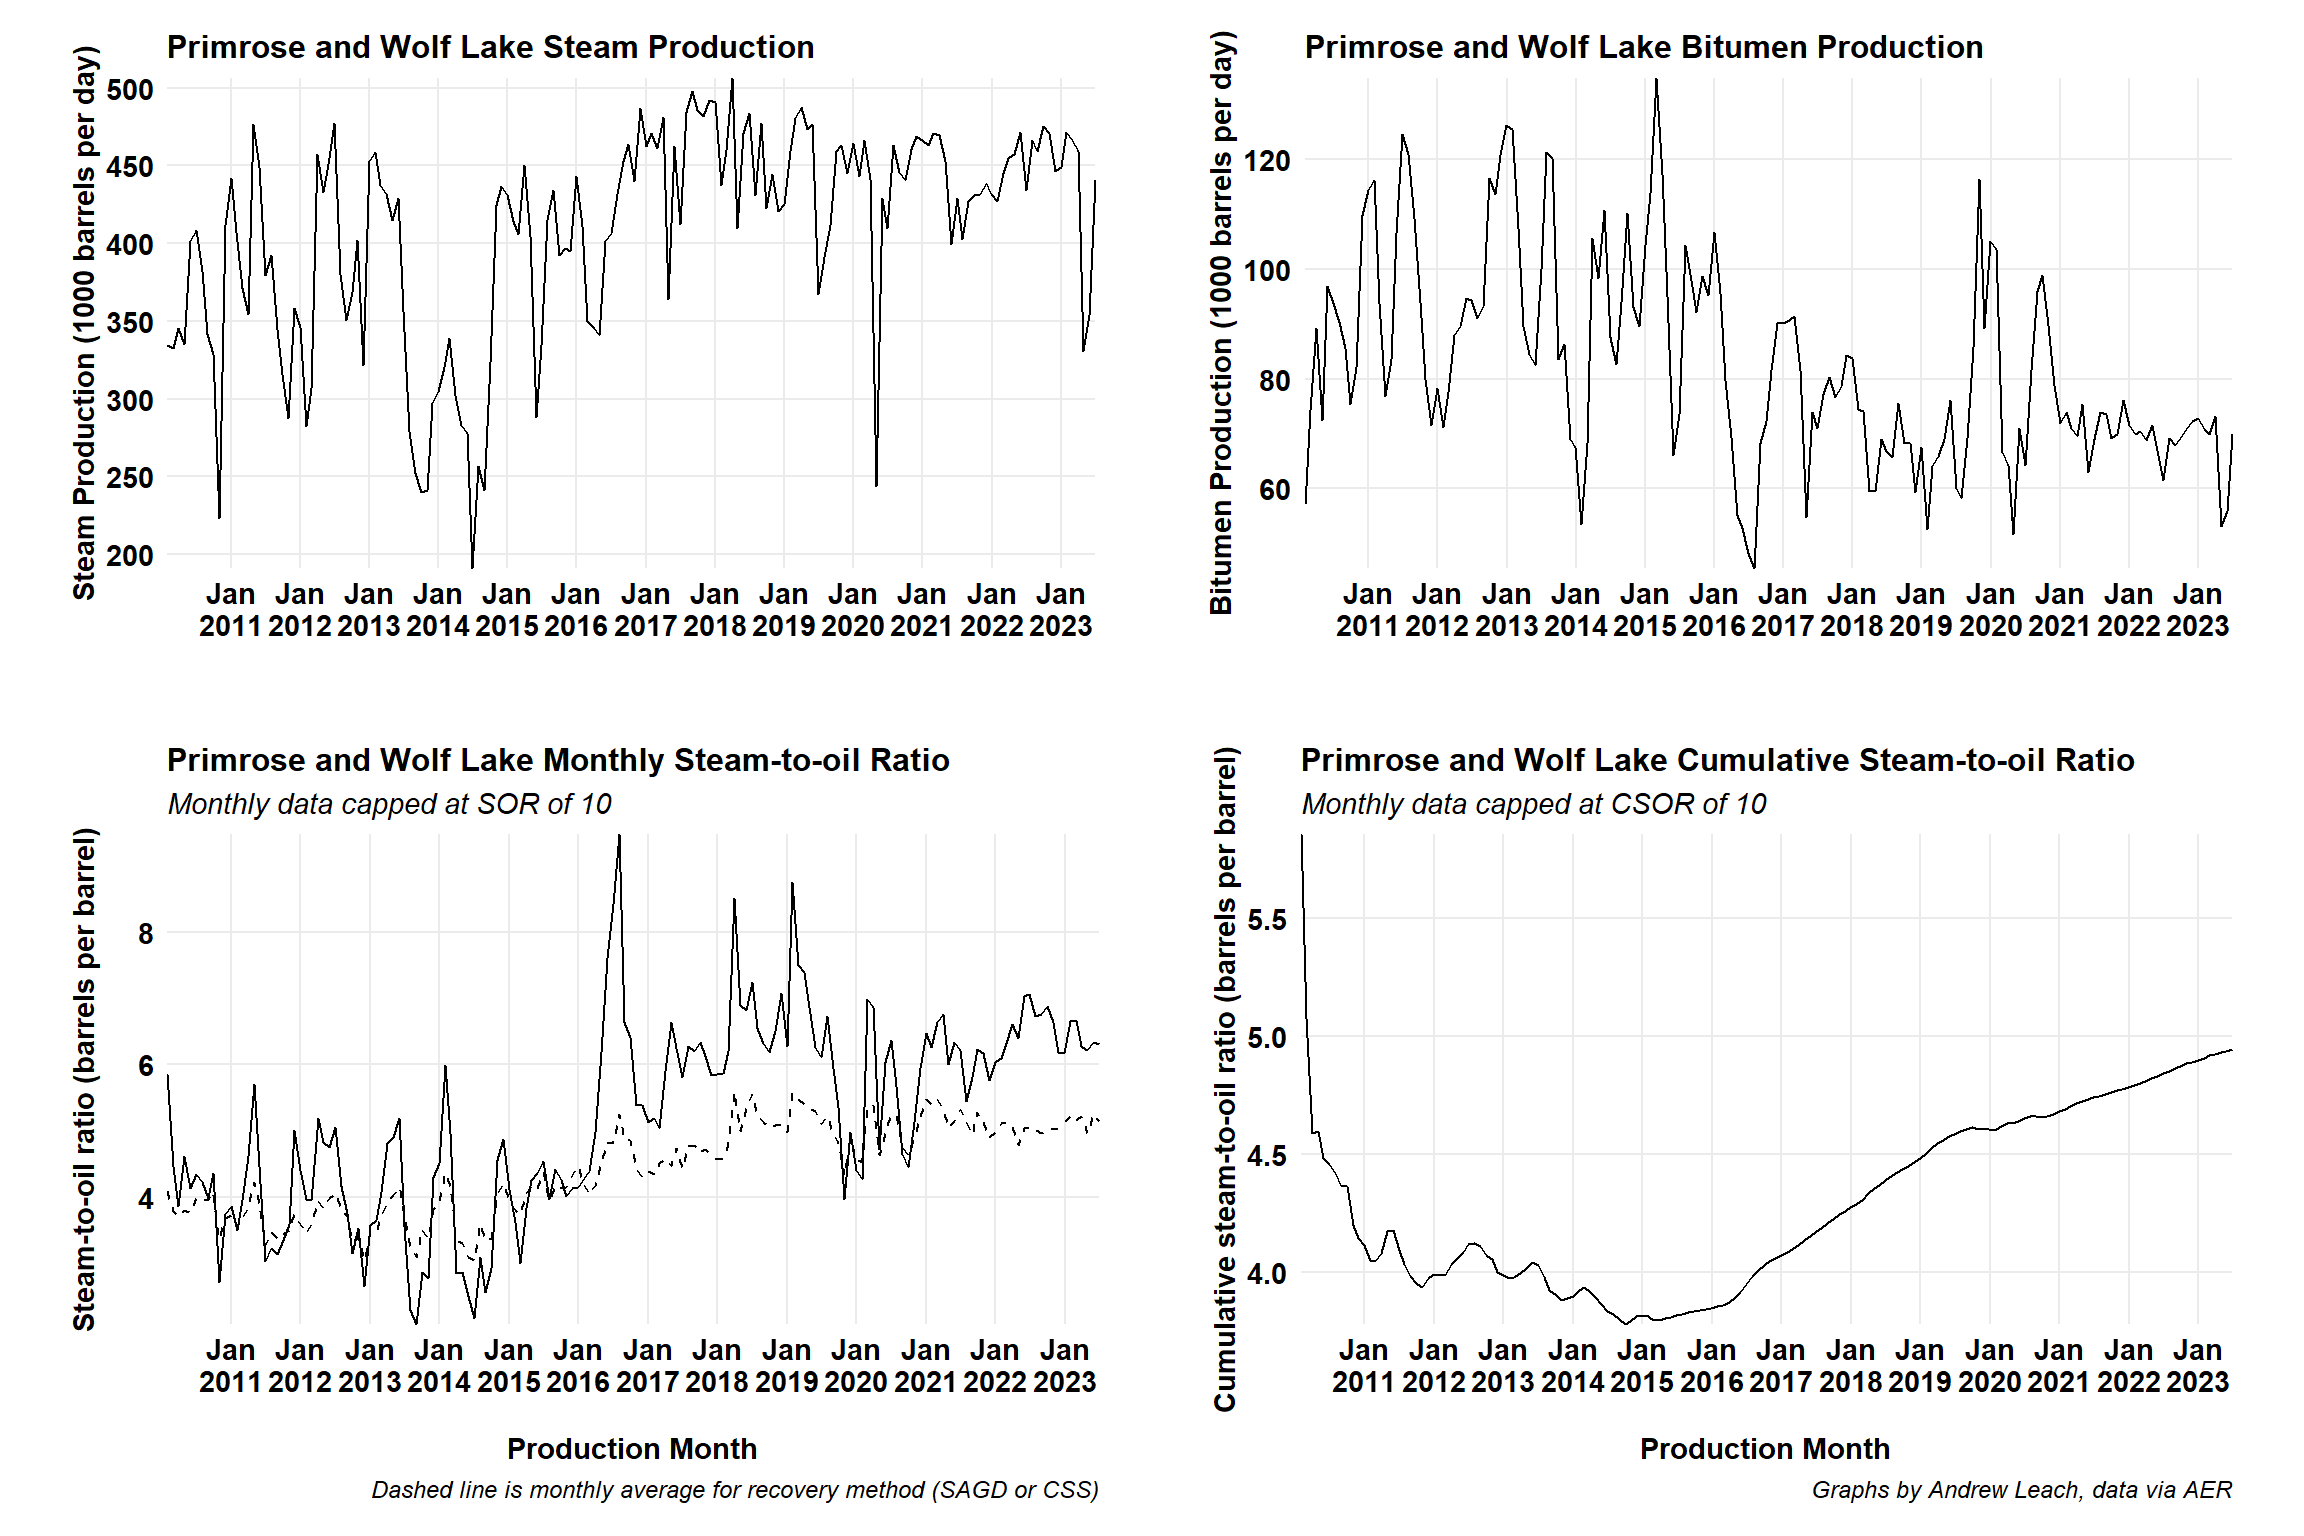 Primrose and Wolf Lake Steam Production
Steam Production (1000 barrels per day)
500
450
400
350
300
250
200
Jan Jan Jan Jan Jan Jan Jan Jan Jan Jan Jan Jan Jan
2011 2012 2013 2014 2015 2016 2017 2018 2019 2020 2021 2022 2023
Primrose and Wolf Lake Bitumen Production
Bitumen Production (1000 barrels per day)
120
100
80
60
Jan Jan Jan Jan Jan Jan Jan Jan Jan Jan Jan Jan Jan
2011 2012 2013 2014 2015 2016 2017 2018 2019 2020 2021 2022 2023
Primrose and Wolf Lake Monthly Steam-to-oil Ratio
Monthly data capped at SOR of 10
Steam-to-oil ratio (barrels per barrel)
8
6
4
Jan Jan Jan Jan Jan Jan Jan Jan Jan Jan Jan Jan Jan
2011 2012 2013 2014 2015 2016 2017 2018 2019 2020 2021 2022 2023
Production Month
Dashed line is monthly average for recovery method (SAGD or CSS)
Primrose and Wolf Lake Cumulative Steam-to-oil Ratio
Monthly data capped at CSOR of 10
Cumulative steam-to-oil ratio (barrels per barrel)
5.5
5.0
4.5
4.0
Jan Jan Jan Jan Jan Jan Jan Jan Jan Jan Jan Jan Jan
2011 2012 2013 2014 2015 2016 2017 2018 2019 2020 2021 2022 2023
Production Month
Graphs by Andrew Leach, data via AER